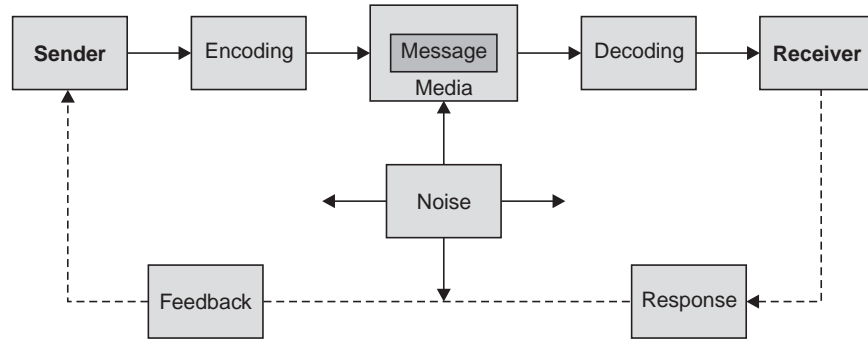 Sender
Encoding
Message
Media
Decoding
Receiver
Noise
Feedback
Response